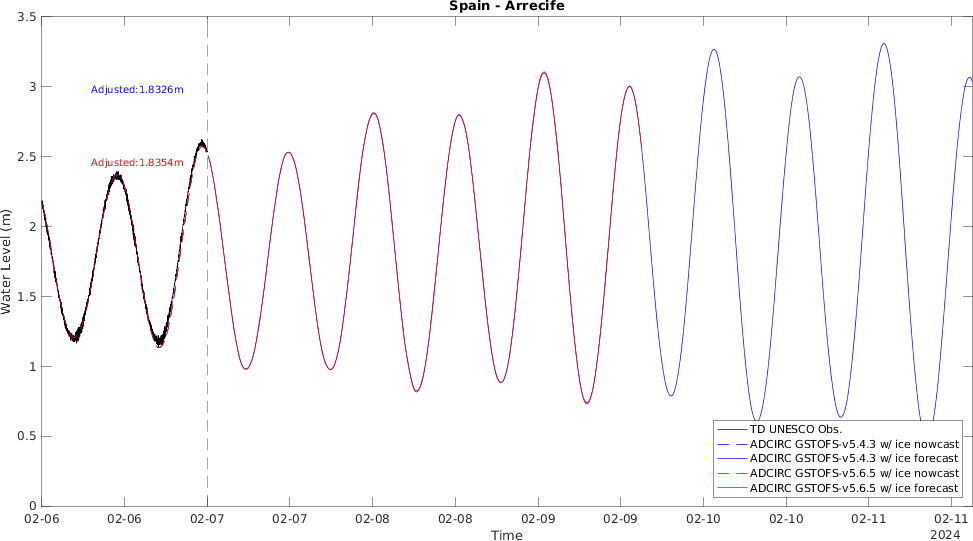 Spain - Arrecife
3.5
3
2.5
2
1.5
1
0.5
0
Water Level (m)
Adjusted:1.8326m
Adjusted:1.8354m
TD UNESCO Obs.
ADCIRC GSTOFS-v5.4.3 w/ ice nowcast
ADCIRC GSTOFS-v5.4.3 w/ ice forecast
ADCIRC GSTOFS-v5.6.5 w/ ice nowcast
ADCIRC GSTOFS-v5.6.5 w/ ice forecast
02-06 02-06 02-07 02-07 02-08 02-08 02-09 02-09 02-10 02-10 02-11 02-11
2024
Time